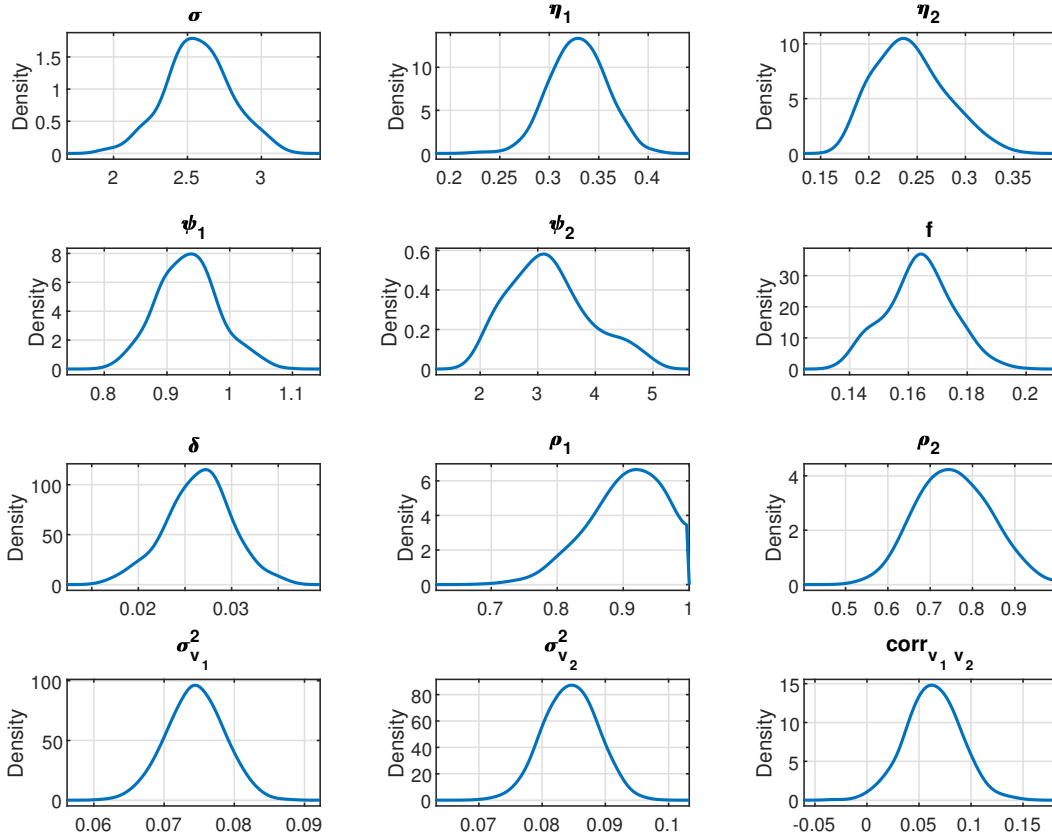 σ
Density
1.5
1
0.5
0
2 2.5 3
η1
Density
10
5
0
0.2 0.25 0.3 0.35 0.4
η2
Density
10
5
0
0.15 0.2 0.25 0.3 0.35
ψ1
Density
8
6
4
2
0
0.8 0.9 1 1.1
ψ2
Density
0.6
0.4
0.2
0
2 3 4 5
f
Density
30
20
10
0
0.14 0.16 0.18 0.2
δ
Density
100
50
0
0.02 0.03
ρ1
Density
6
4
2
0
0.7 0.8 0.9 1
ρ2
Density
4
2
0
0.5 0.6 0.7 0.8 0.9
σ²v1
Density
100
50
0
0.06 0.07 0.08 0.09
σ²v2
Density
80
60
40
20
0
0.07 0.08 0.09 0.1
corrv1 v2
Density
15
10
5
0
-0.05 0 0.05 0.1 0.15